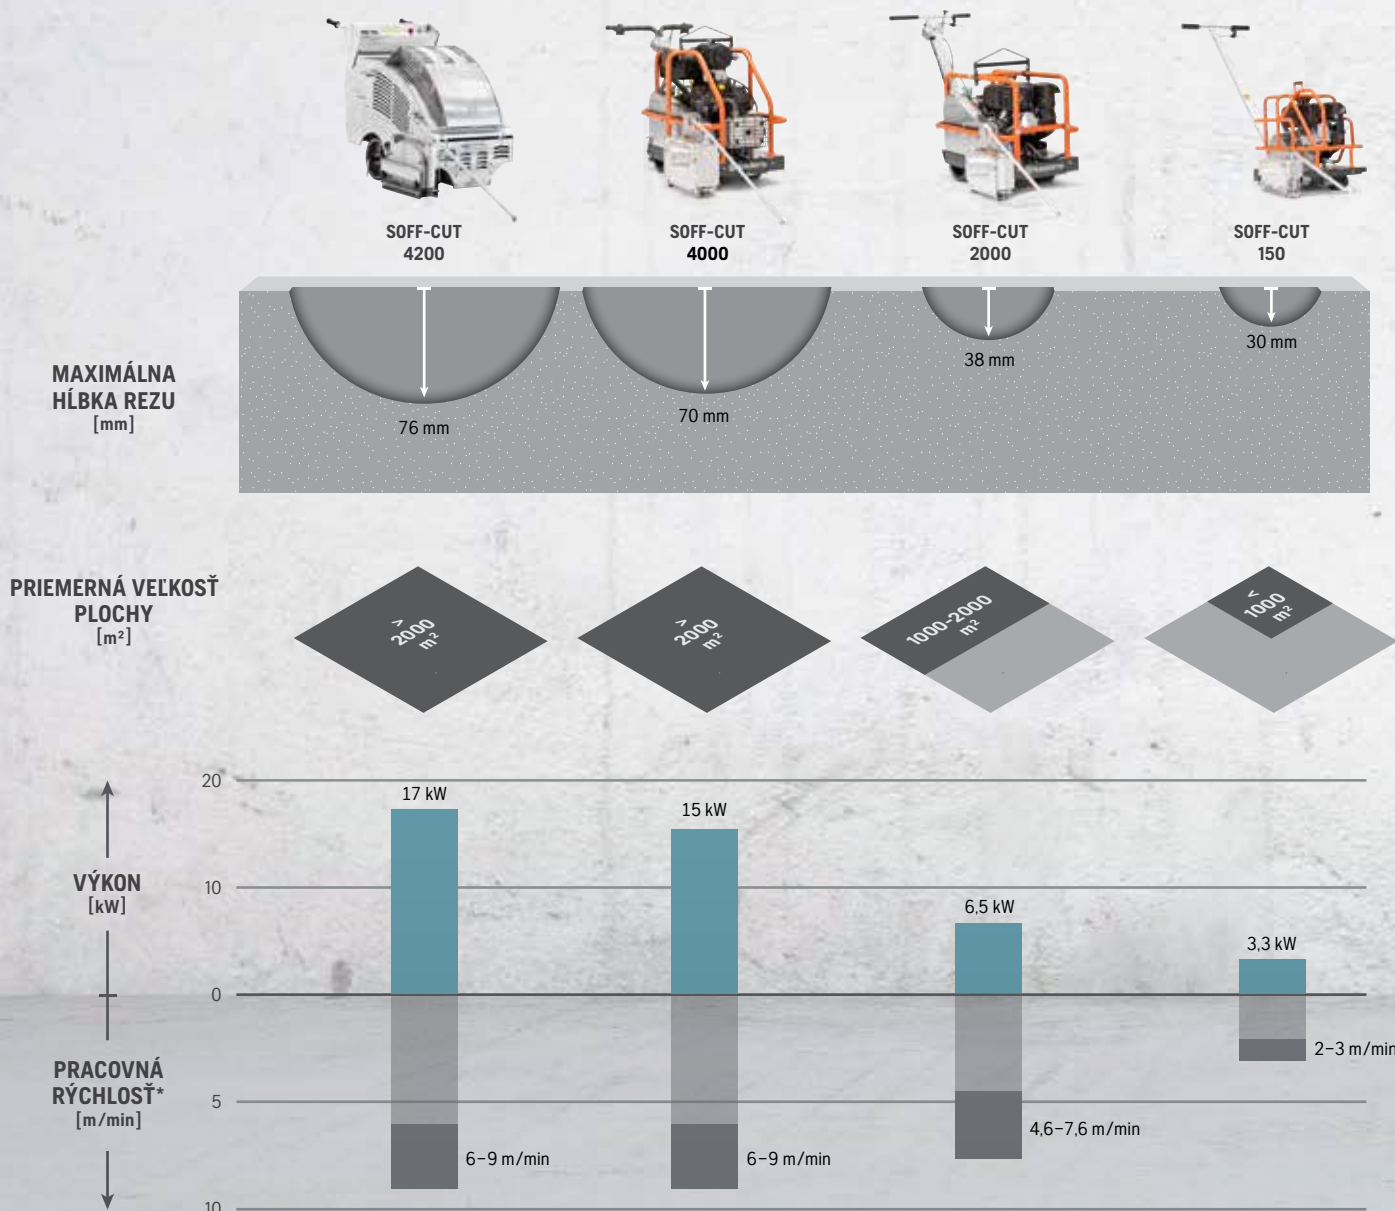 SOFF-CUT
4200
SOFF-CUT
4000
SOFF-CUT
2000
SOFF-CUT
150
MAXIMÁLNA
HĹBKA REZU
[mm]
76 mm
70 mm
38 mm
30 mm
PRIEMERNÁ VEĽKOSŤ
PLOCHY
[m²]
>
2000
m²
>
2000
m²
1000-2000
m²
<
1000
m²
20
10
0
5
10
VÝKON
[kW]
17 kW
15 kW
6,5 kW
3,3 kW
PRACOVNÁ
RÝCHLOSŤ*
[m/min]
6–9 m/min
6–9 m/min
4,6–7,6 m/min
2–3 m/min